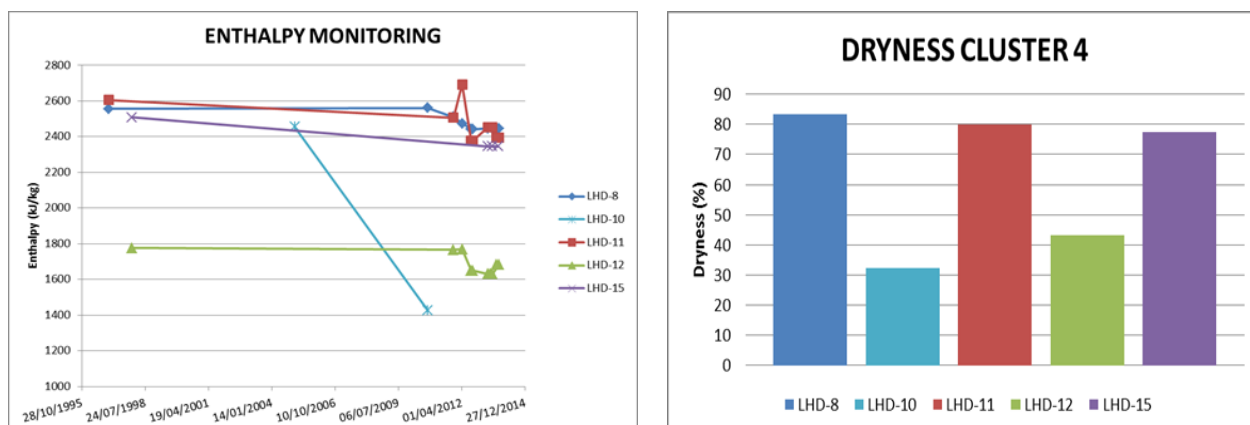 ENTHALPY MONITORING
2800
2600
2400
2200
2000
1800
1600
1400
1200
1000
Enthalpy (kJ/kg)
28/10/1995 24/07/1998 19/04/2001 14/01/2004 10/10/2006 06/07/2009 01/04/2012 27/12/2014
LHD-8
LHD-10
LHD-11
LHD-12
LHD-15
DRYNESS CLUSTER 4
90
80
70
60
50
40
30
20
10
0
Dryness (%)
LHD-8 LHD-10 LHD-11 LHD-12 LHD-15